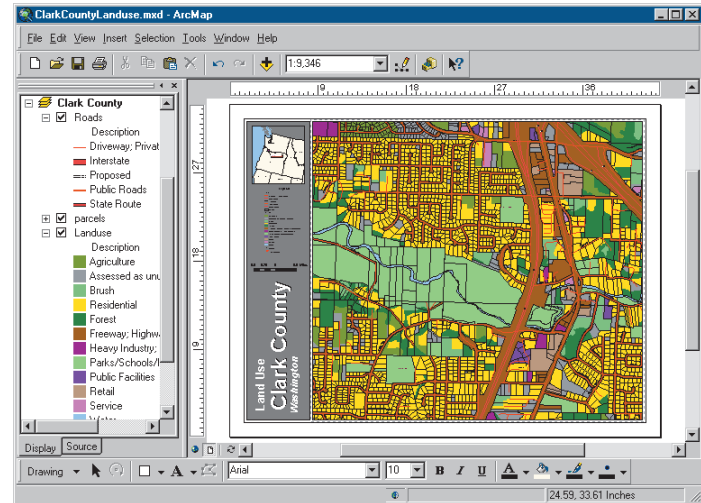 ClarkCountyLanduse.mxd - ArcMap
File Edit View Insert Selection Tools Window Help
1:9,346
Clark County
Roads
Description
Driveway; Privat
Interstate
Proposed
Public Roads
State Route
parcels
Landuse
Description
Agriculture
Assessed as unu
Brush
Residential
Forest
Freeway; Highwa
Heavy Industry;
Parks/Schools/
Public Facilities
Retail
Service
Water
Display Source
9 18 27 36
27
18
9
Land Use
Clark County
Washington
Drawing A Arial 10 B I U A
24.59, 33.61 Inches